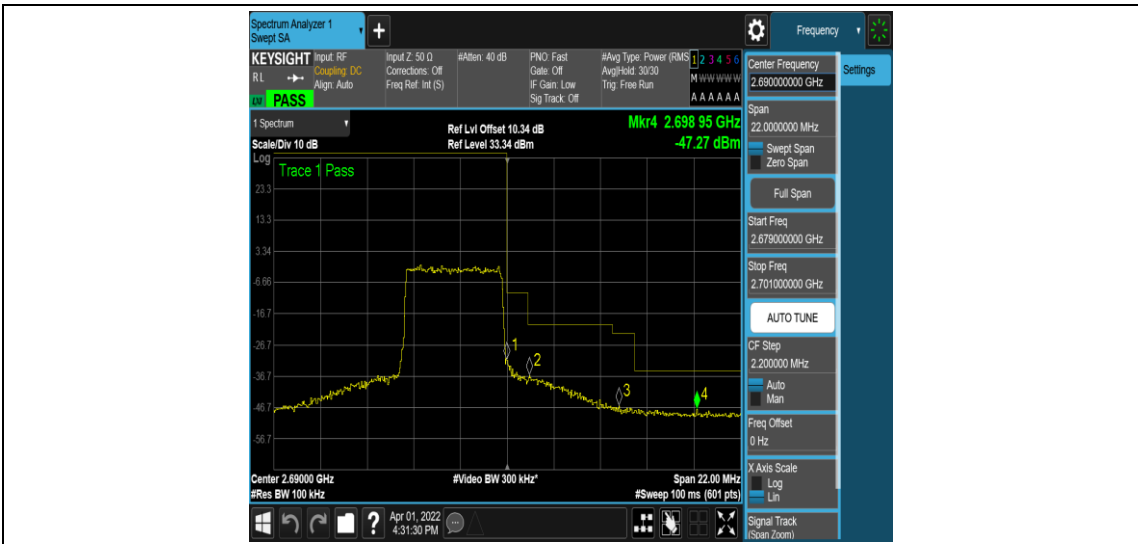 Spectrum Analyzer 1
Swept SA
+
Frequency
KEYSIGHT
RL
PASS
Input: RF
Coupling: DC
Align: Auto
Input Z: 50 Ω
Corrections: Off
Freq Ref: Int (S)
#Atten: 40 dB
PNO: Fast
Gate: Off
IF Gain: Low
Sig Track: Off
#Avg Type: Power (RMS
Avg|Hold: 30/30
Trig: Free Run
1 2 3 4 5 6
M W W W W W
A A A A A A
1 Spectrum
Scale/Div 10 dB
Ref Lvl Offset 10.34 dB
Ref Level 33.34 dBm
Mkr4 2.698 95 GHz
-47.27 dBm
Log
Trace 1 Pass
23.3
13.3
3.34
-6.66
-16.7
-26.7
-36.7
-46.7
-56.7
1
2
3
4
Center 2.69000 GHz
#Res BW 100 kHz
#Video BW 300 kHz*
Span 22.00 MHz
#Sweep 100 ms (601 pts)
?
Apr 01, 2022
4:31:30 PM
Center Frequency
2.690000000 GHz
Settings
Span
22.0000000 MHz
Swept Span
Zero Span
Full Span
Start Freq
2.679000000 GHz
Stop Freq
2.701000000 GHz
AUTO TUNE
CF Step
2.200000 MHz
Auto
Man
Freq Offset
0 Hz
X Axis Scale
Log
Lin
Signal Track
(Span Zoom)